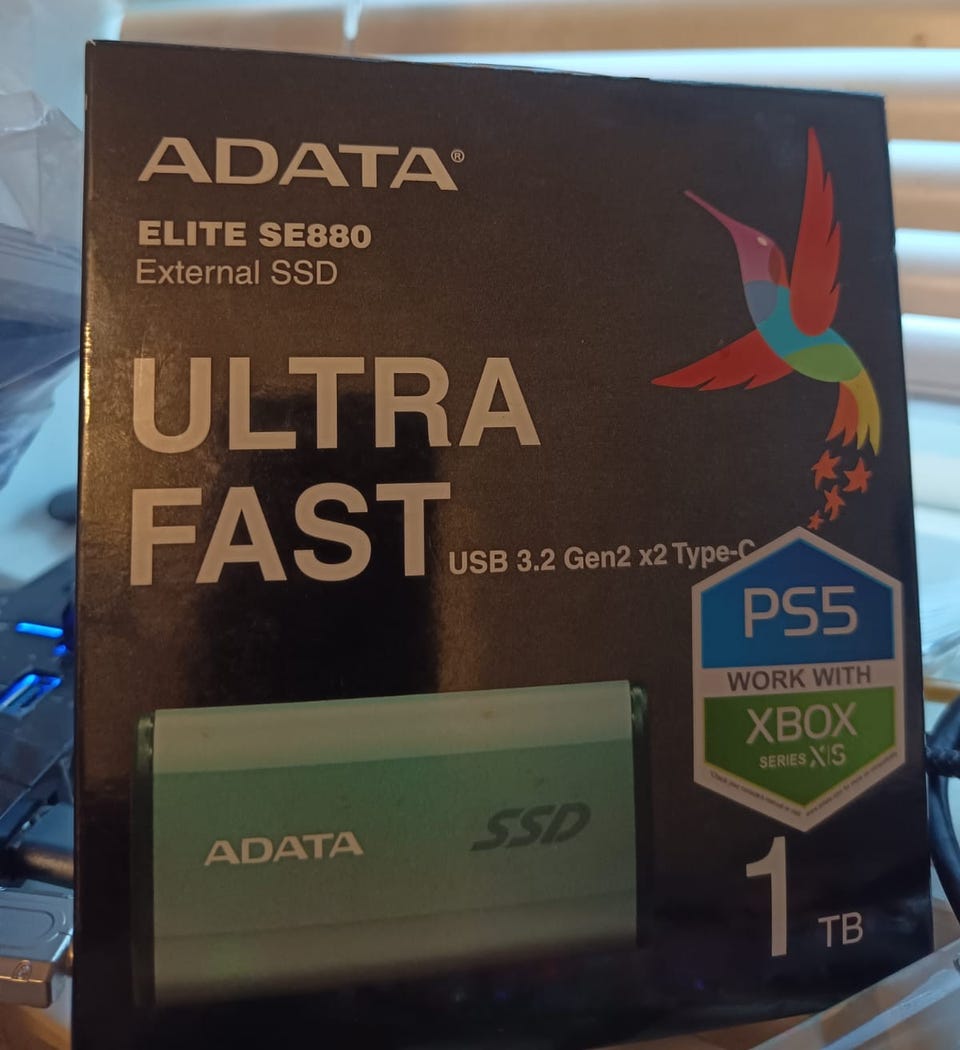 ADATA®
ELITE SE880
External SSD
ULTRA
FAST
USB 3.2 Gen2 x2 Type-C
PS5
WORK WITH
XBOX
SERIES X|S
ADATA
SSD
1 TB